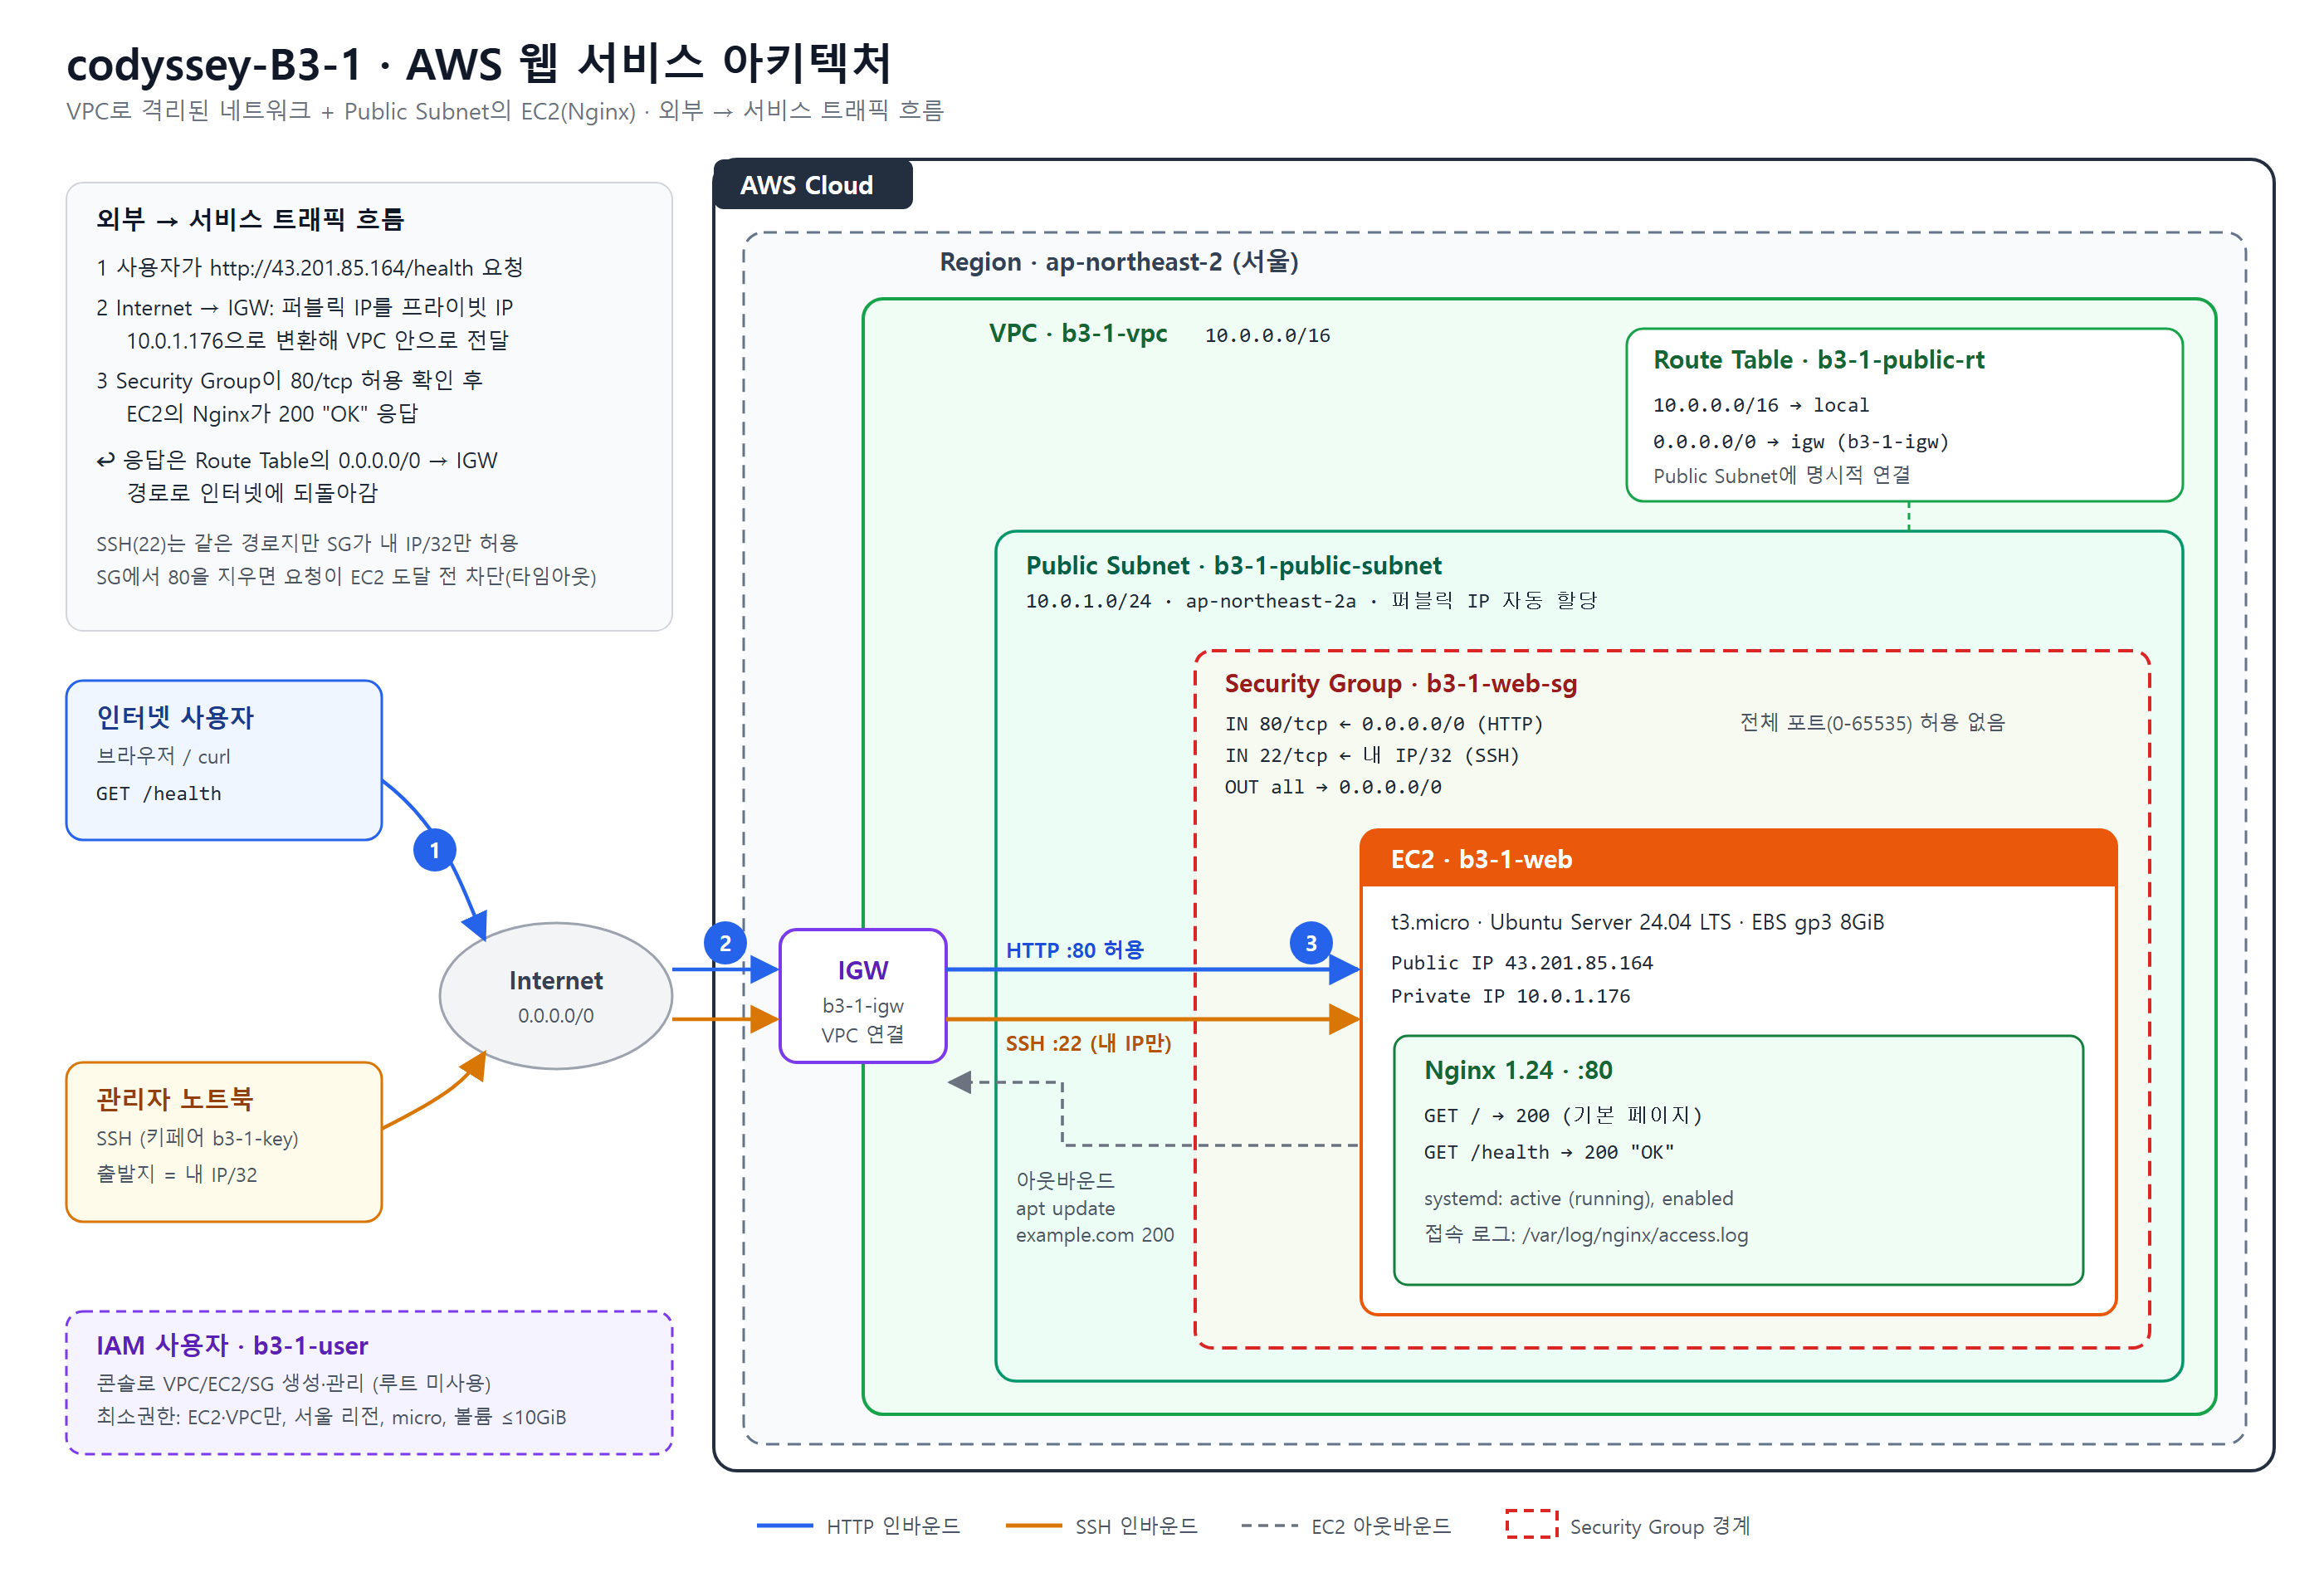 codyssey-B3-1 · AWS 웹 서비스 아키텍처
VPC로 격리된 네트워크 + Public Subnet의 EC2(Nginx) · 외부 → 서비스 트래픽 흐름
외부 → 서비스 트래픽 흐름
1 사용자가 http://43.201.85.164/health 요청
2 Internet → IGW: 퍼블릭 IP를 프라이빗 IP
10.0.1.176으로 변환해 VPC 안으로 전달
3 Security Group이 80/tcp 허용 확인 후
EC2의 Nginx가 200 "OK" 응답
↩ 응답은 Route Table의 0.0.0.0/0 → IGW
경로로 인터넷에 되돌아감
SSH(22)는 같은 경로지만 SG가 내 IP/32만 허용
SG에서 80을 지우면 요청이 EC2 도달 전 차단(타임아웃)
인터넷 사용자
브라우저 / curl
GET /health
1
Internet
0.0.0.0/0
관리자 노트북
SSH (키페어 b3-1-key)
출발지 = 내 IP/32
IAM 사용자 · b3-1-user
콘솔로 VPC/EC2/SG 생성·관리 (루트 미사용)
최소권한: EC2·VPC만, 서울 리전, micro, 볼륨 ≤10GiB
AWS Cloud
Region · ap-northeast-2 (서울)
VPC · b3-1-vpc 10.0.0.0/16
Route Table · b3-1-public-rt
10.0.0.0/16 → local
0.0.0.0/0 → igw (b3-1-igw)
Public Subnet에 명시적 연결
Public Subnet · b3-1-public-subnet
10.0.1.0/24 · ap-northeast-2a · 퍼블릭 IP 자동 할당
Security Group · b3-1-web-sg
IN 80/tcp ← 0.0.0.0/0 (HTTP)
전체 포트(0-65535) 허용 없음
IN 22/tcp ← 내 IP/32 (SSH)
OUT all → 0.0.0.0/0
2
IGW
b3-1-igw
VPC 연결
HTTP :80 허용
3
SSH :22 (내 IP만)
아웃바운드
apt update
example.com 200
EC2 · b3-1-web
t3.micro · Ubuntu Server 24.04 LTS · EBS gp3 8GiB
Public IP 43.201.85.164
Private IP 10.0.1.176
Nginx 1.24 · :80
GET / → 200 (기본 페이지)
GET /health → 200 "OK"
systemd: active (running), enabled
접속 로그: /var/log/nginx/access.log
HTTP 인바운드
SSH 인바운드
EC2 아웃바운드
Security Group 경계